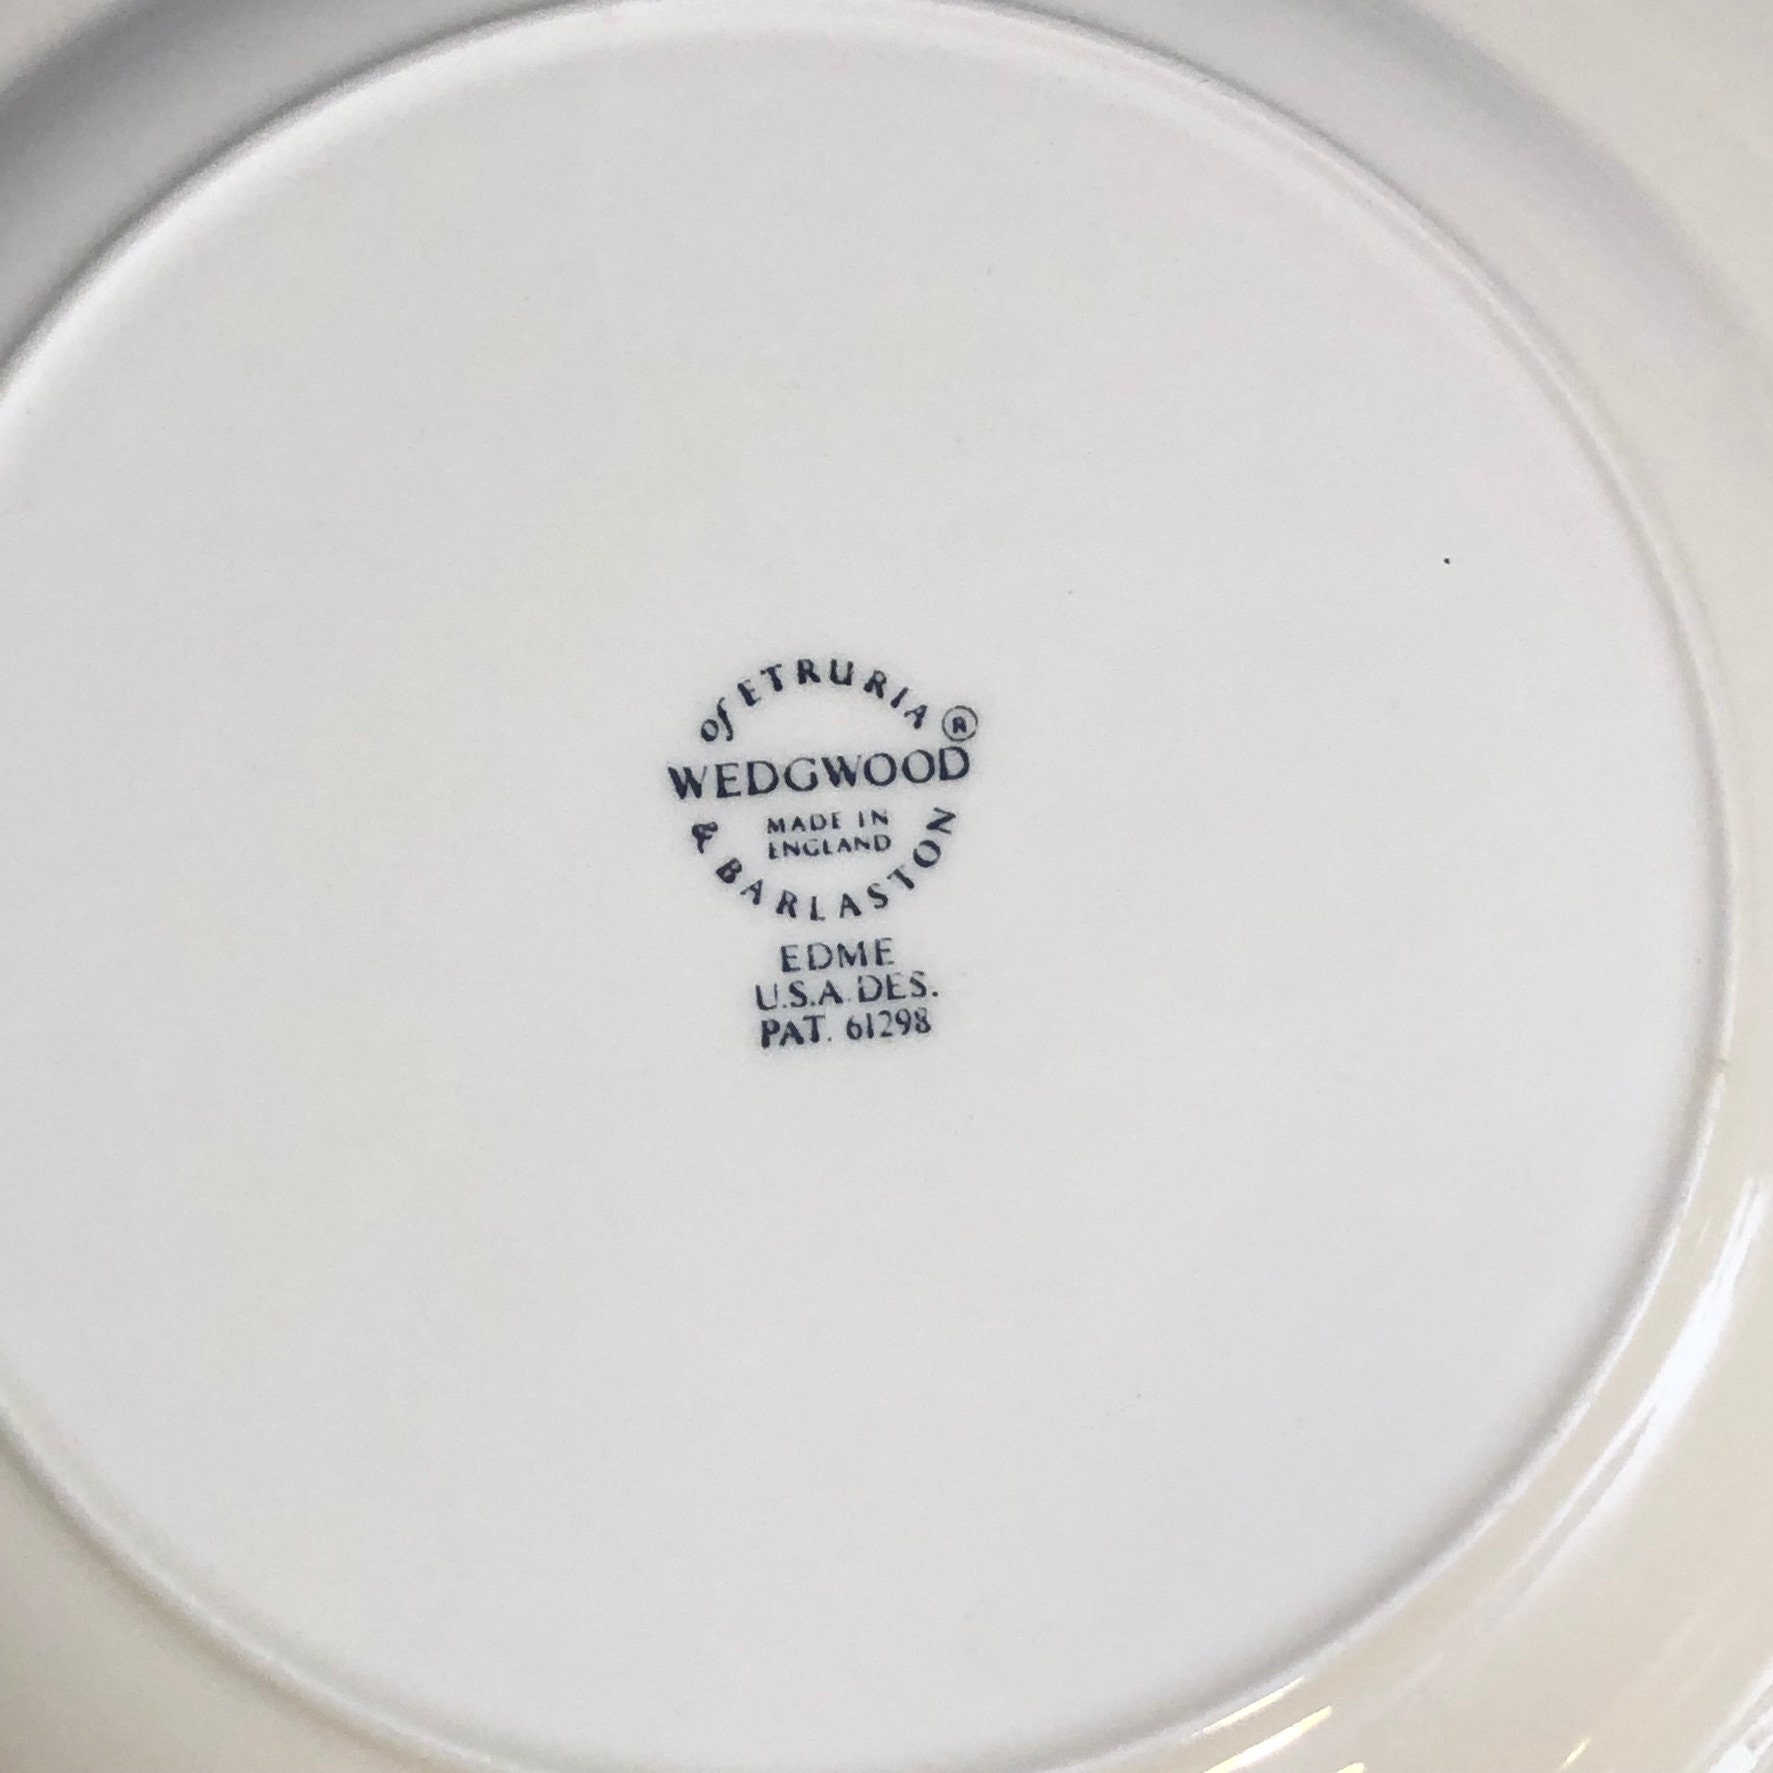 of ETRURIA ®
WEDGWOOD
MADE IN
ENGLAND
& BARLASTON
EDME
U.S.A. DES.
PAT. 61298